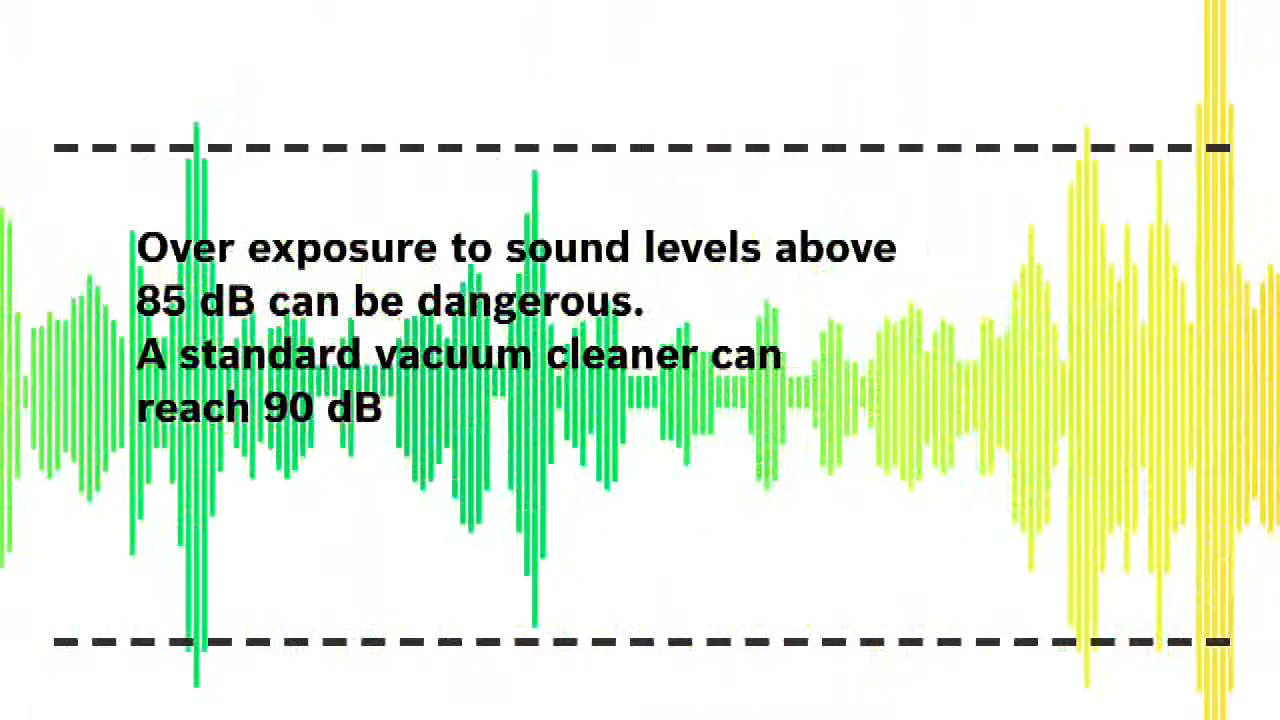 Over exposure to sound levels above
85 dB can be dangerous.
A standard vacuum cleaner can
reach 90 dB